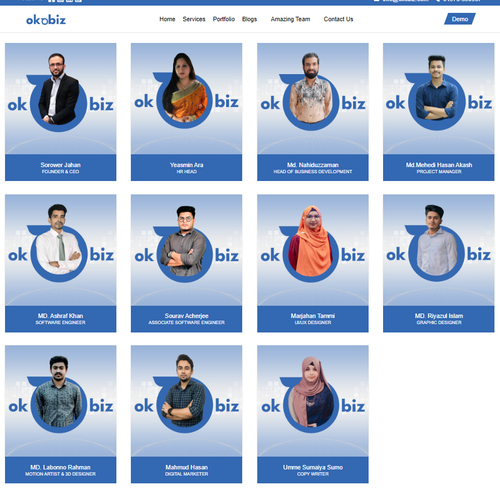 okobiz
Home Services Portfolio Blogs Amazing Team Contact Us
Demo
ok biz
ok biz
ok biz
ok biz
Sorower Jahan
FOUNDER & CEO
Yeasmin Ara
HR HEAD
Md. Nahiduzzaman
HEAD OF BUSINESS DEVELOPMENT
Md.Mehedi Hasan Akash
PROJECT MANAGER
ok biz
ok biz
ok biz
ok biz
MD. Ashraf Khan
SOFTWARE ENGINEER
Sourav Acherjee
ASSOCIATE SOFTWARE ENGINEER
Marjahan Tammi
UI/UX DESIGNER
MD. Riyazul Islam
GRAPHIC DESIGNER
ok biz
ok biz
ok biz
MD. Labonno Rahman
MOTION ARTIST & 3D DESIGNER
Mahmud Hasan
DIGITAL MARKETER
Umme Sumaiya Sumo
COPY WRITER